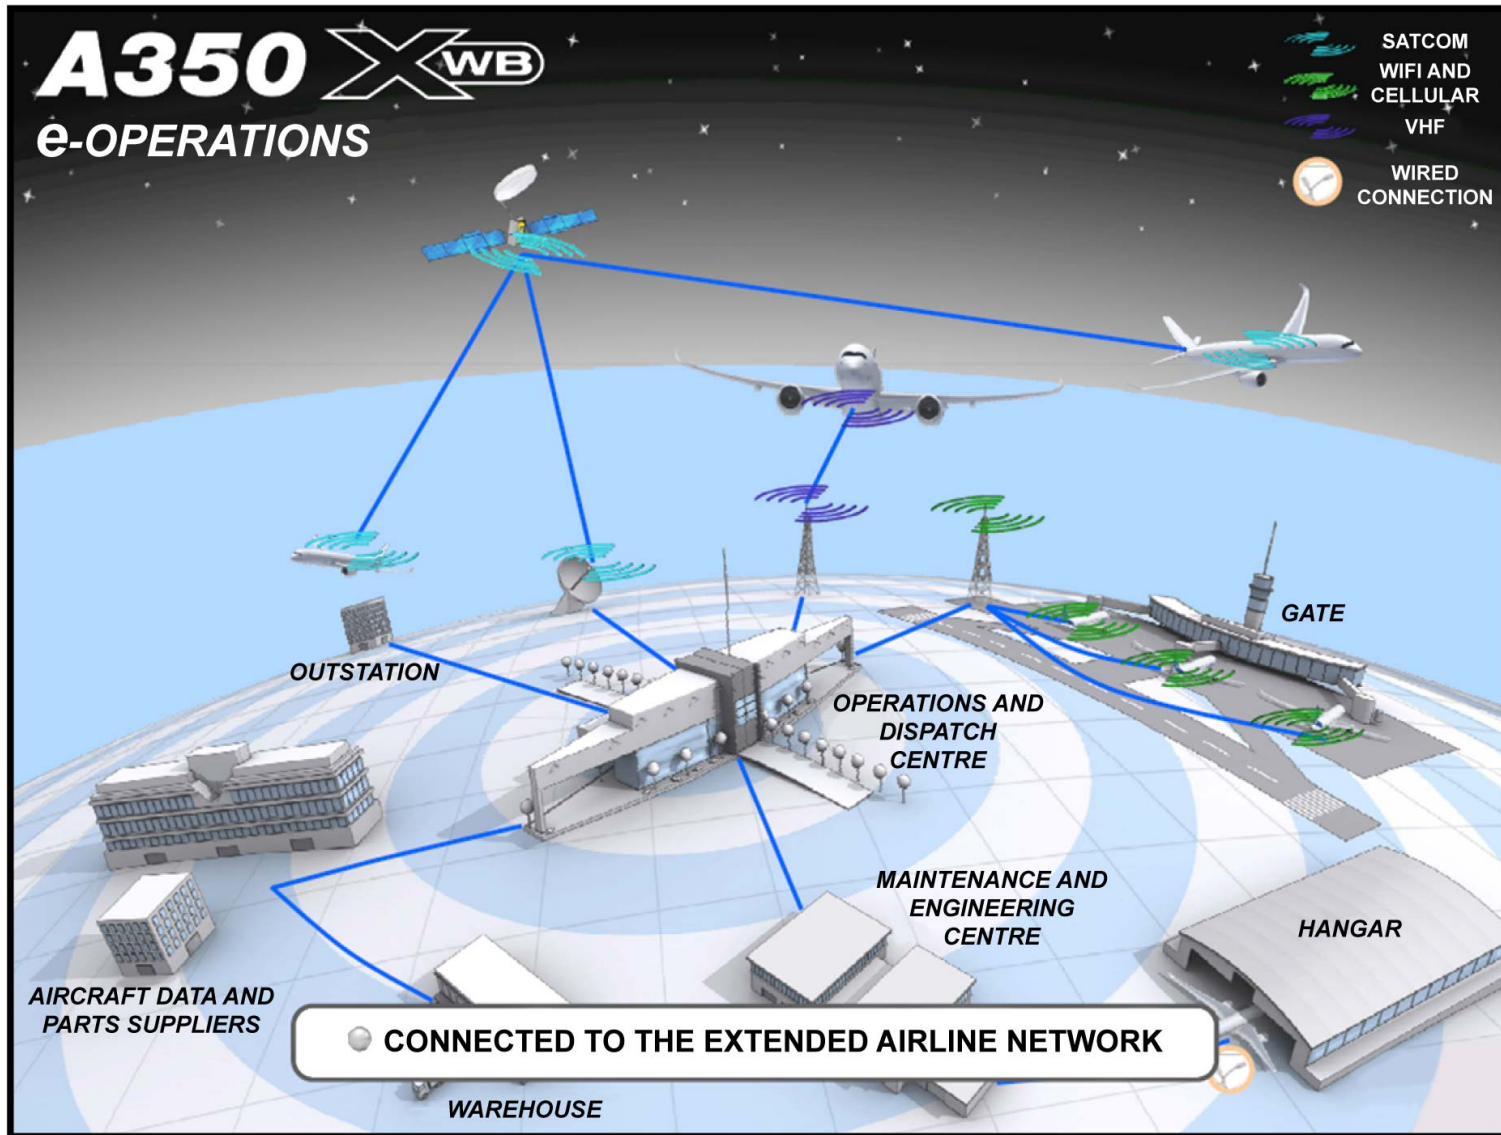 A350 XWB
e-OPERATIONS
SATCOM
WIFI AND
CELLULAR
VHF
WIRED
CONNECTION
GATE
OUTSTATION
OPERATIONS AND
DISPATCH
CENTRE
MAINTENANCE AND
ENGINEERING
CENTRE
HANGAR
AIRCRAFT DATA AND
PARTS SUPPLIERS
CONNECTED TO THE EXTENDED AIRLINE NETWORK
WAREHOUSE